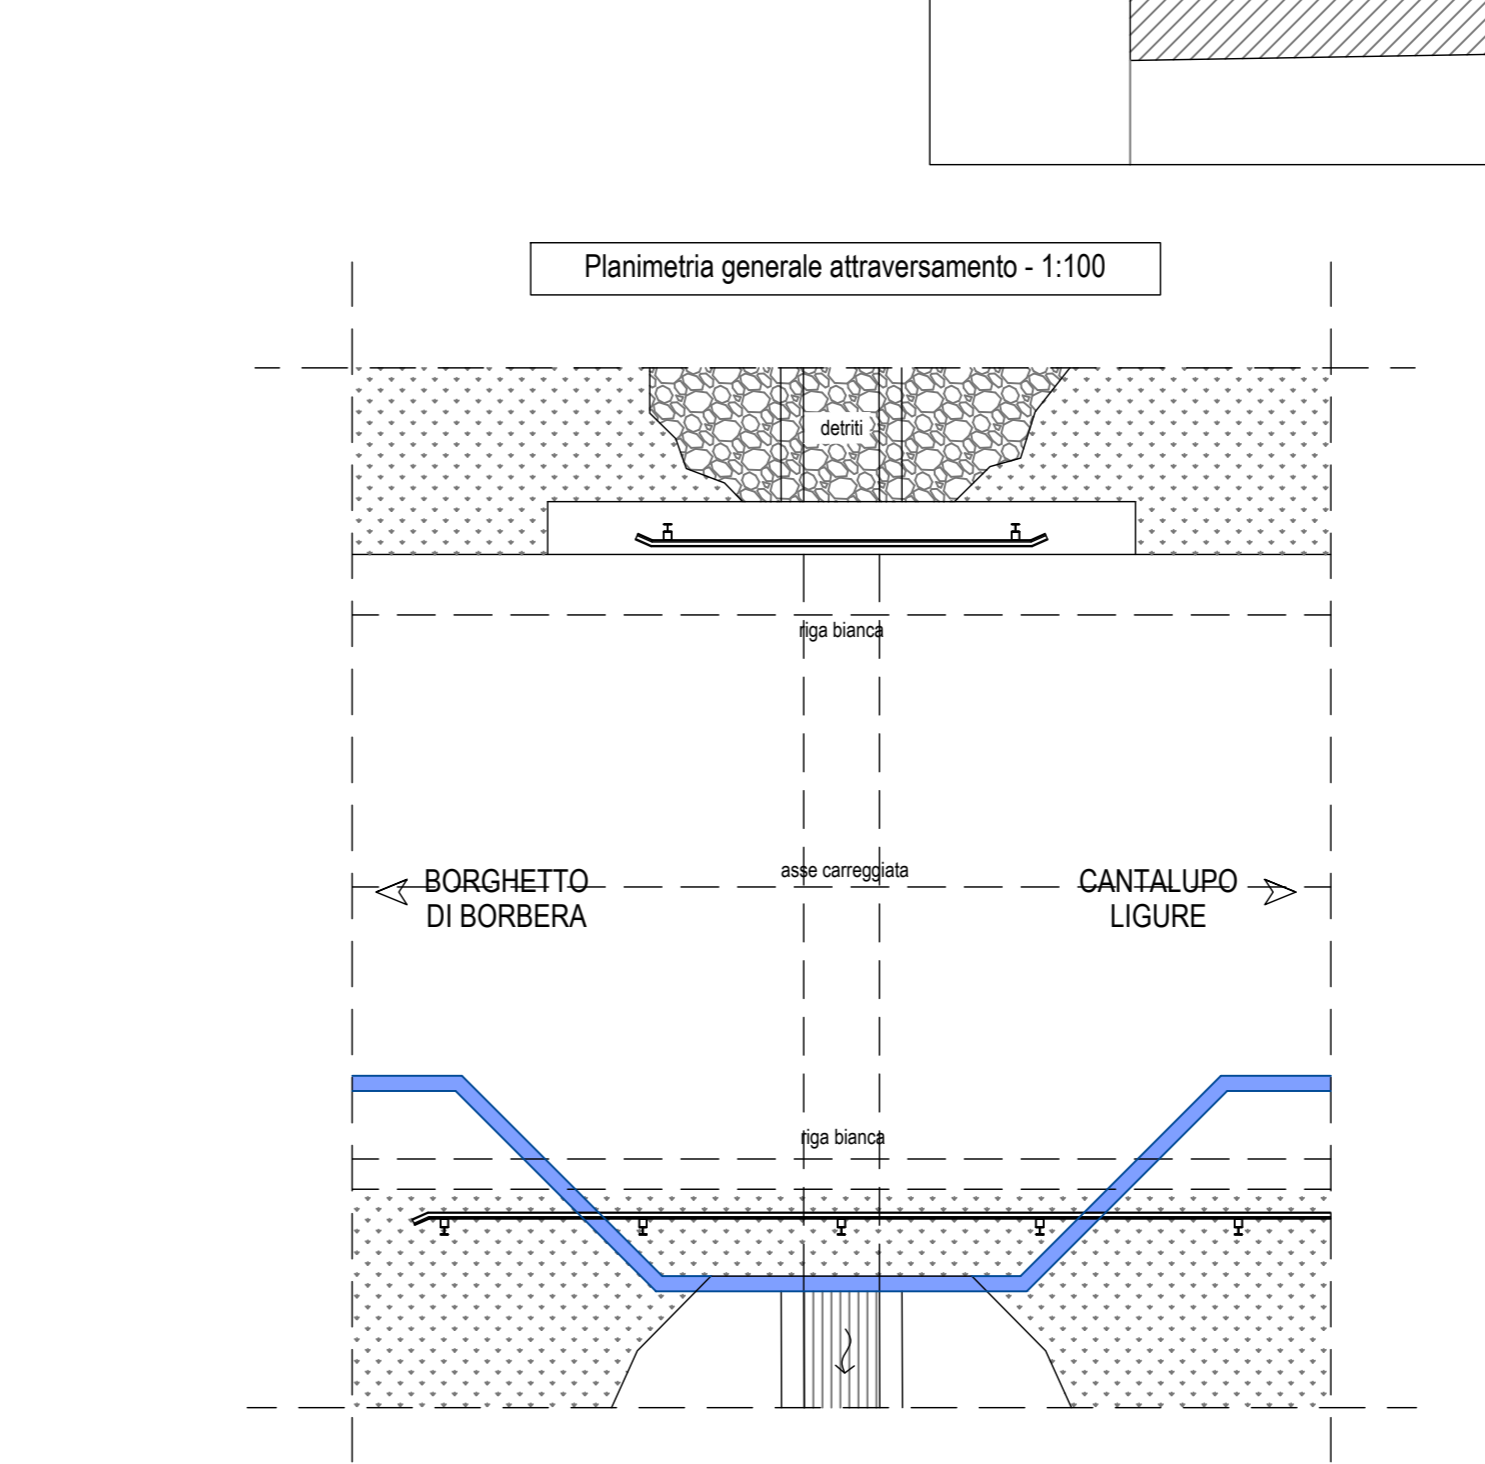 Planimetria generale attraversamento - 1:100
detriti
riga bianca
asse carreggiata
BORGHETTO
DI BORBERA
CANTALUPO
LIGURE
riga bianca